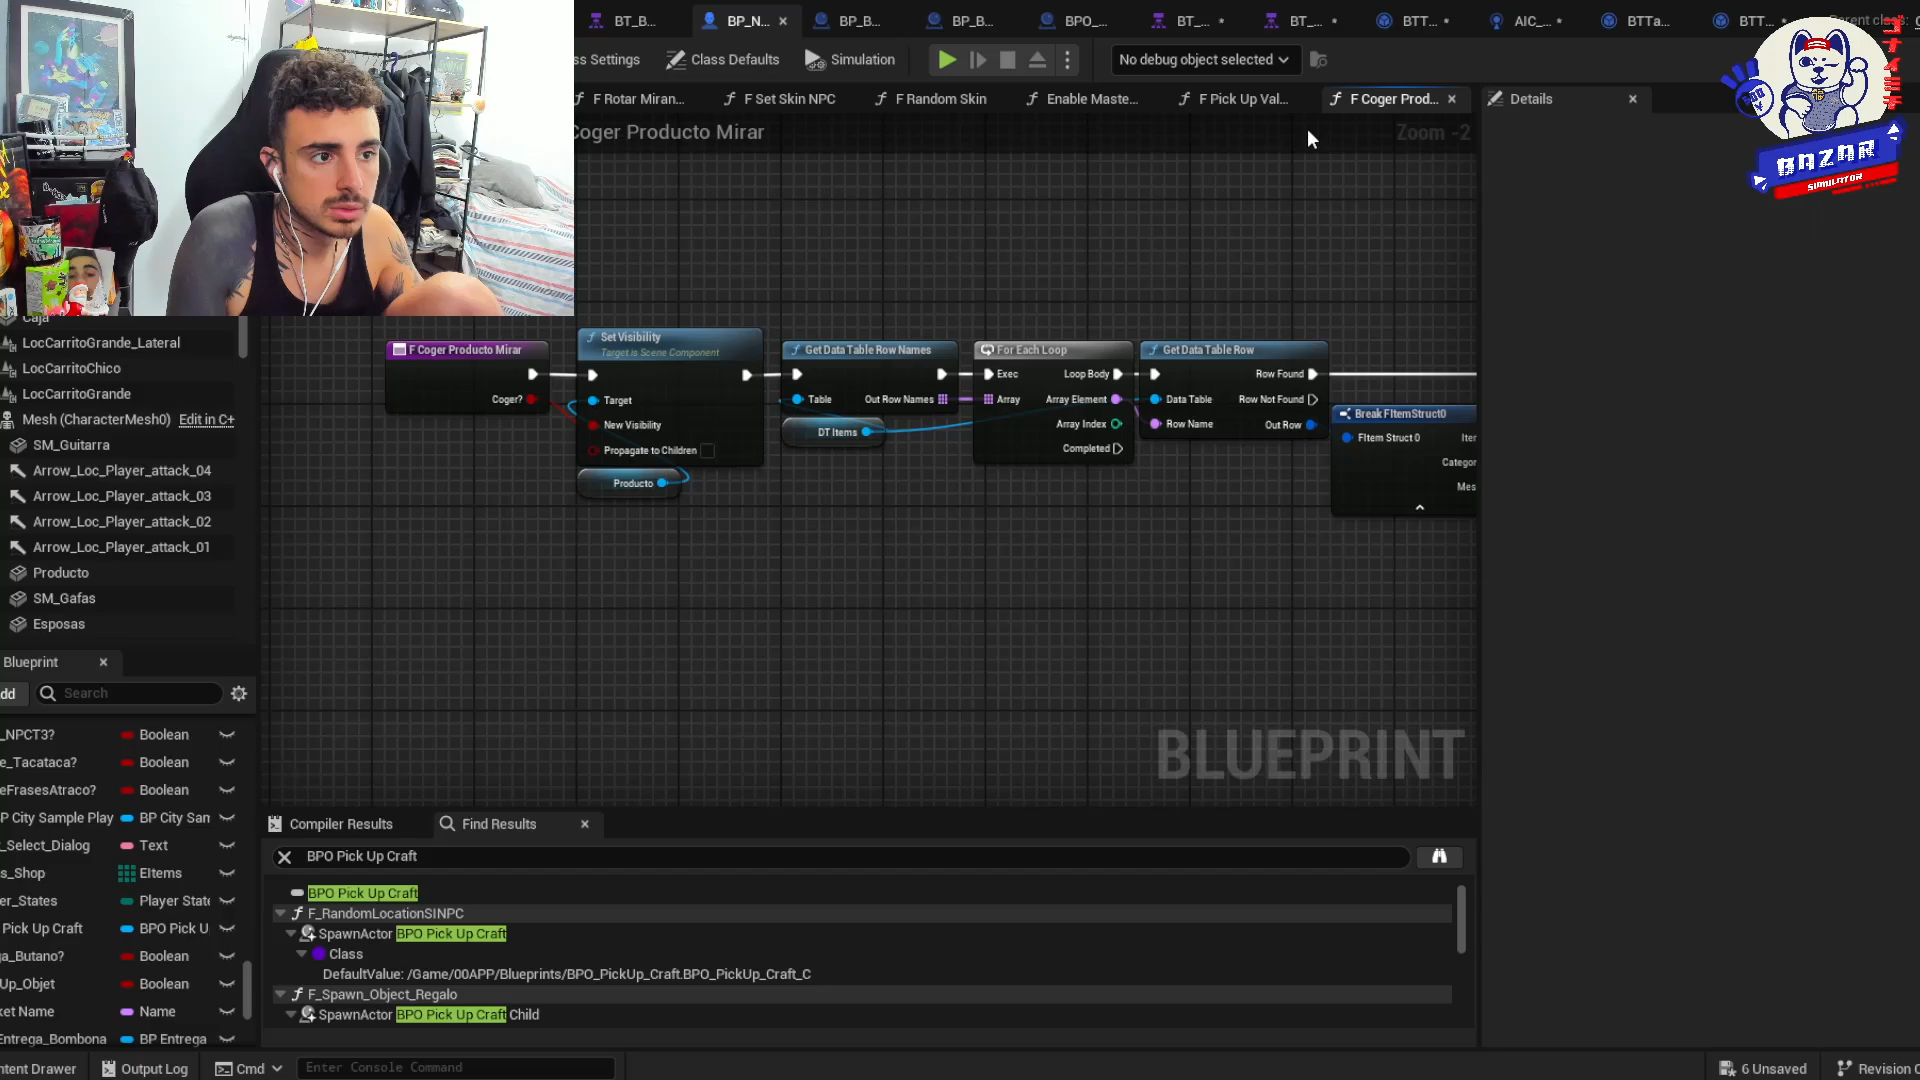 BT_B...
BP_N...
BP_B...
BP_B...
BPO_...
BT_...
BT_...
BTT...
AIC_...
BTTa...
BTT...
Parent class:
ss Settings
Class Defaults
Simulation
No debug object selected
F Rotar Miran...
F Set Skin NPC
F Random Skin
Enable Maste...
F Pick Up Val...
F Coger Prod...
Details
Coger Producto Mirar
Zoom -2
BAZAR
SIMULATOR
Caja
LocCarritoGrande_Lateral
LocCarritoChico
LocCarritoGrande
Mesh (CharacterMesh0) Edit in C+
SM_Guitarra
Arrow_Loc_Player_attack_04
Arrow_Loc_Player_attack_03
Arrow_Loc_Player_attack_02
Arrow_Loc_Player_attack_01
Producto
SM_Gafas
Esposas
F Coger Producto Mirar
Coger?
Set Visibility
Target is Scene Component
Target
New Visibility
Propagate to Children
Producto
Get Data Table Row Names
Table
Out Row Names
DT Items
For Each Loop
Exec
Loop Body
Array
Array Element
Array Index
Completed
Get Data Table Row
Row Found
Data Table
Row Not Found
Row Name
Out Row
Break FItemStruct0
FItem Struct 0
Iter
Categor
Mes
BLUEPRINT
Blueprint
dd
Search
_NPCT3?
Boolean
e_Tacataca?
Boolean
eFrasesAtraco?
Boolean
P City Sample Play
BP City Sam
_Select_Dialog
Text
s_Shop
EItems
er_States
Player State
Pick Up Craft
BPO Pick U
ga_Butano?
Boolean
Up_Objet
Boolean
ket Name
Name
Entrega_Bombona
BP Entrega
Compiler Results
Find Results
BPO Pick Up Craft
BPO Pick Up Craft
F_RandomLocationSINPC
SpawnActor BPO Pick Up Craft
Class
DefaultValue: /Game/00APP/Blueprints/BPO_PickUp_Craft.BPO_PickUp_Craft_C
F_Spawn_Object_Regalo
SpawnActor BPO Pick Up Craft Child
ntent Drawer
Output Log
Cmd
Enter Console Command
6 Unsaved
Revision C